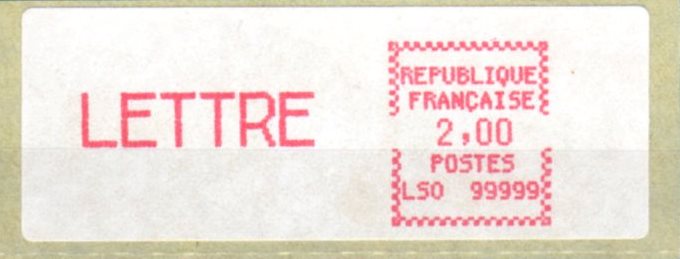 LETTRE
REPUBLIQUE
FRANÇAISE
2,00
POSTES
LSO 99999